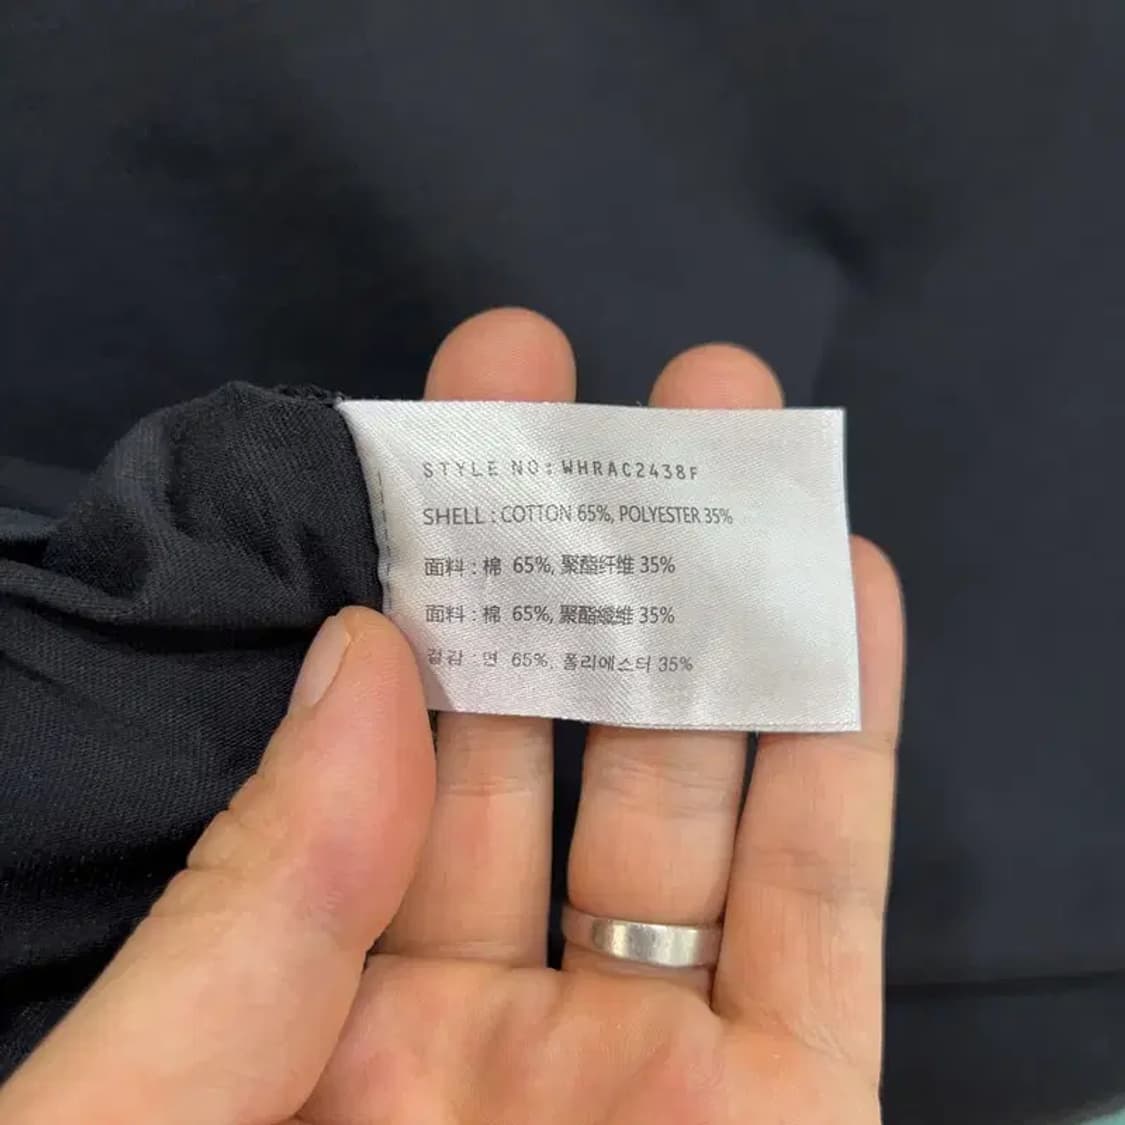 STYLE NO: WHRAC2438F
SHELL : COTTON 65%, POLYESTER 35%
面料 : 棉 65%, 聚酯纤维 35%
面料 : 棉 65%, 聚酯纖維 35%
겉감 : 면 65%, 폴리에스터 35%